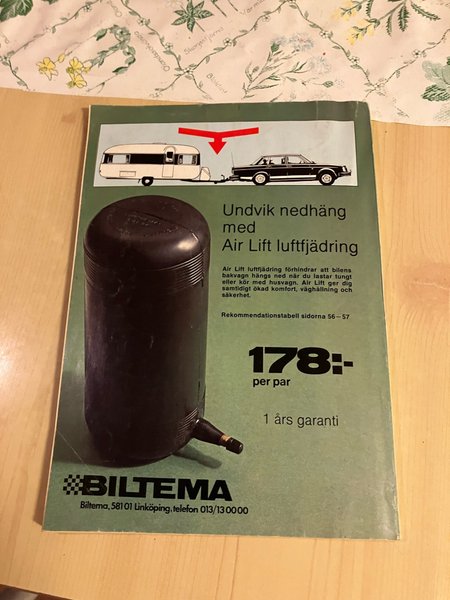 Undvik nedhäng
med
Air Lift luftfjädring
Air Lift luftfjädring förhindrar att bilens
bakvagn hängs ned när du lastar tungt
eller kör med husvagn. Air Lift ger dig
samtidigt ökad komfort, väghållning och
säkerhet.
Rekommendationstabell sidorna 56–57
178:-
per par
1 års garanti
BILTEMA
Biltema, 581 01 Linköping, telefon 013/13 00 00